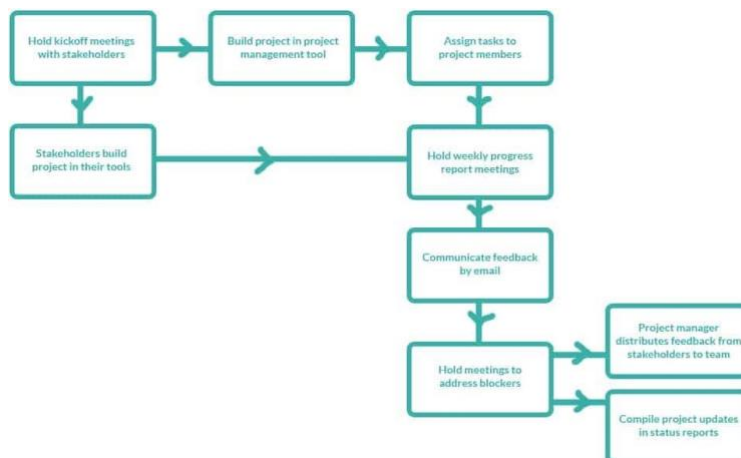 Hold kickoff meetings
with stakeholders
Build project in project
management tool
Assign tasks to
project members
Stakeholders build
project in their tools
Hold weekly progress
report meetings
Communicate feedback
by email
Project manager
distributes feedback from
stakeholders to team
Hold meetings to
address blockers
Compile project updates
in status reports